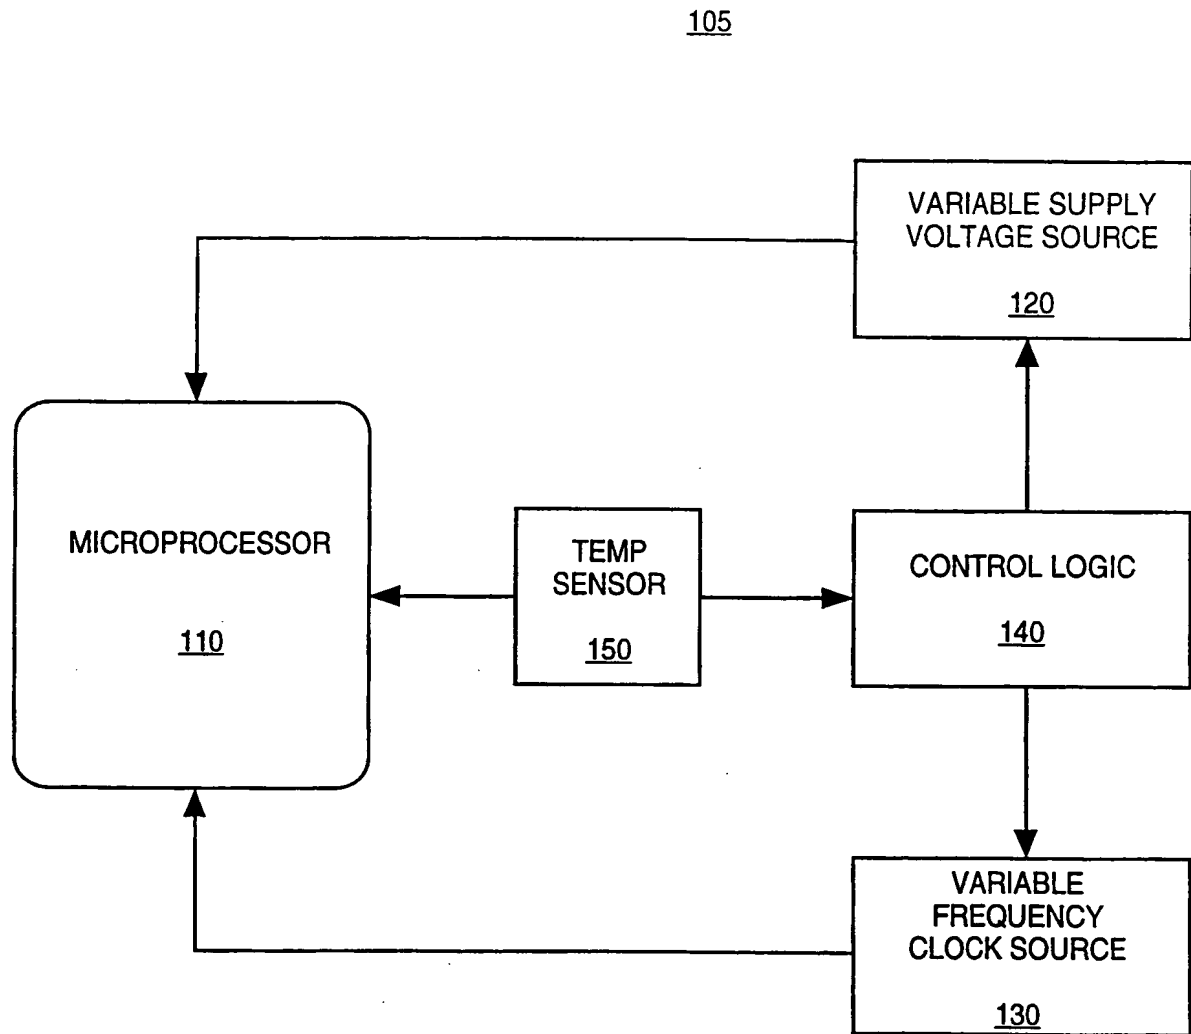 105
VARIABLE SUPPLY
VOLTAGE SOURCE
120
MICROPROCESSOR
110
TEMP
SENSOR
150
CONTROL LOGIC
140
VARIABLE
FREQUENCY
CLOCK SOURCE
130